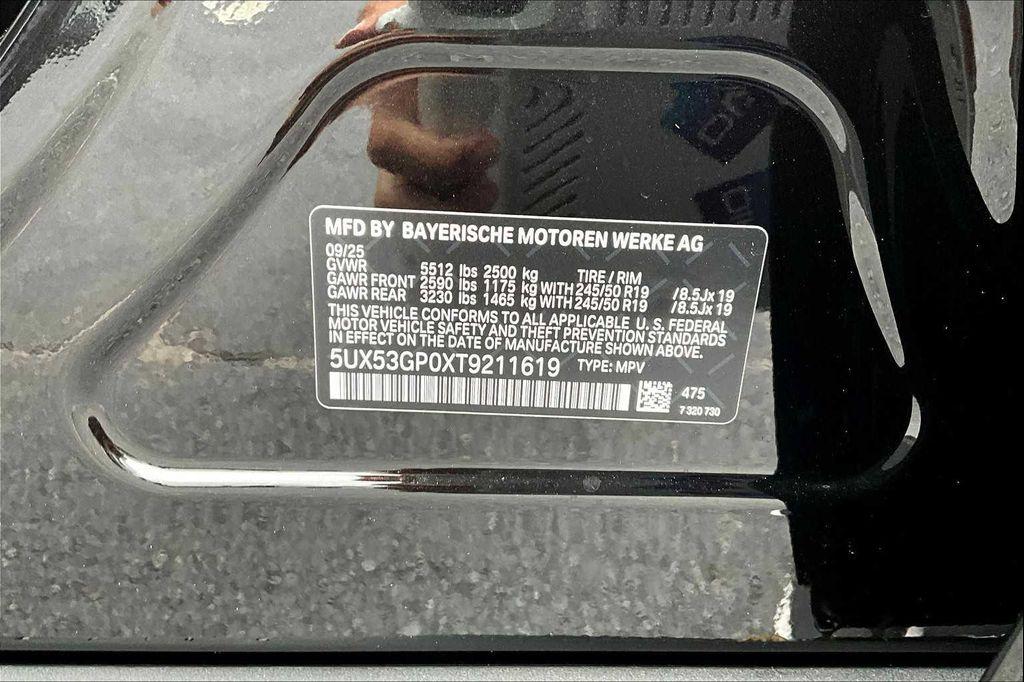 MFD BY BAYERISCHE MOTOREN WERKE AG
09/25
GVWR 5512 lbs 2500 kg TIRE / RIM
GAWR FRONT 2590 lbs 1175 kg WITH 245/50 R19 /8.5Jx19
GAWR REAR 3230 lbs 1465 kg WITH 245/50 R19 /8.5Jx19
THIS VEHICLE CONFORMS TO ALL APPLICABLE U.S. FEDERAL
MOTOR VEHICLE SAFETY AND THEFT PREVENTION STANDARDS
IN EFFECT ON THE DATE OF MANUFACTURE SHOWN ABOVE.
5UX53GP0XT9211619 TYPE: MPV
475
7 320 730